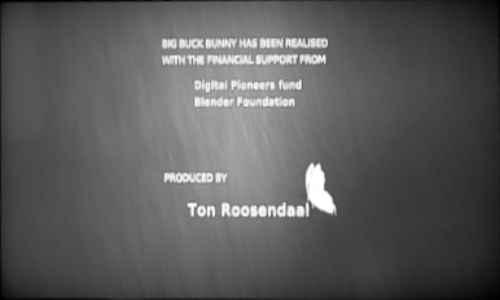 BIG BUCK BUNNY HAS BEEN REALISED
WITH THE FINANCIAL SUPPORT FROM
Digital Pioneers fund
Blender Foundation
PRODUCED BY
Ton Roosendaal